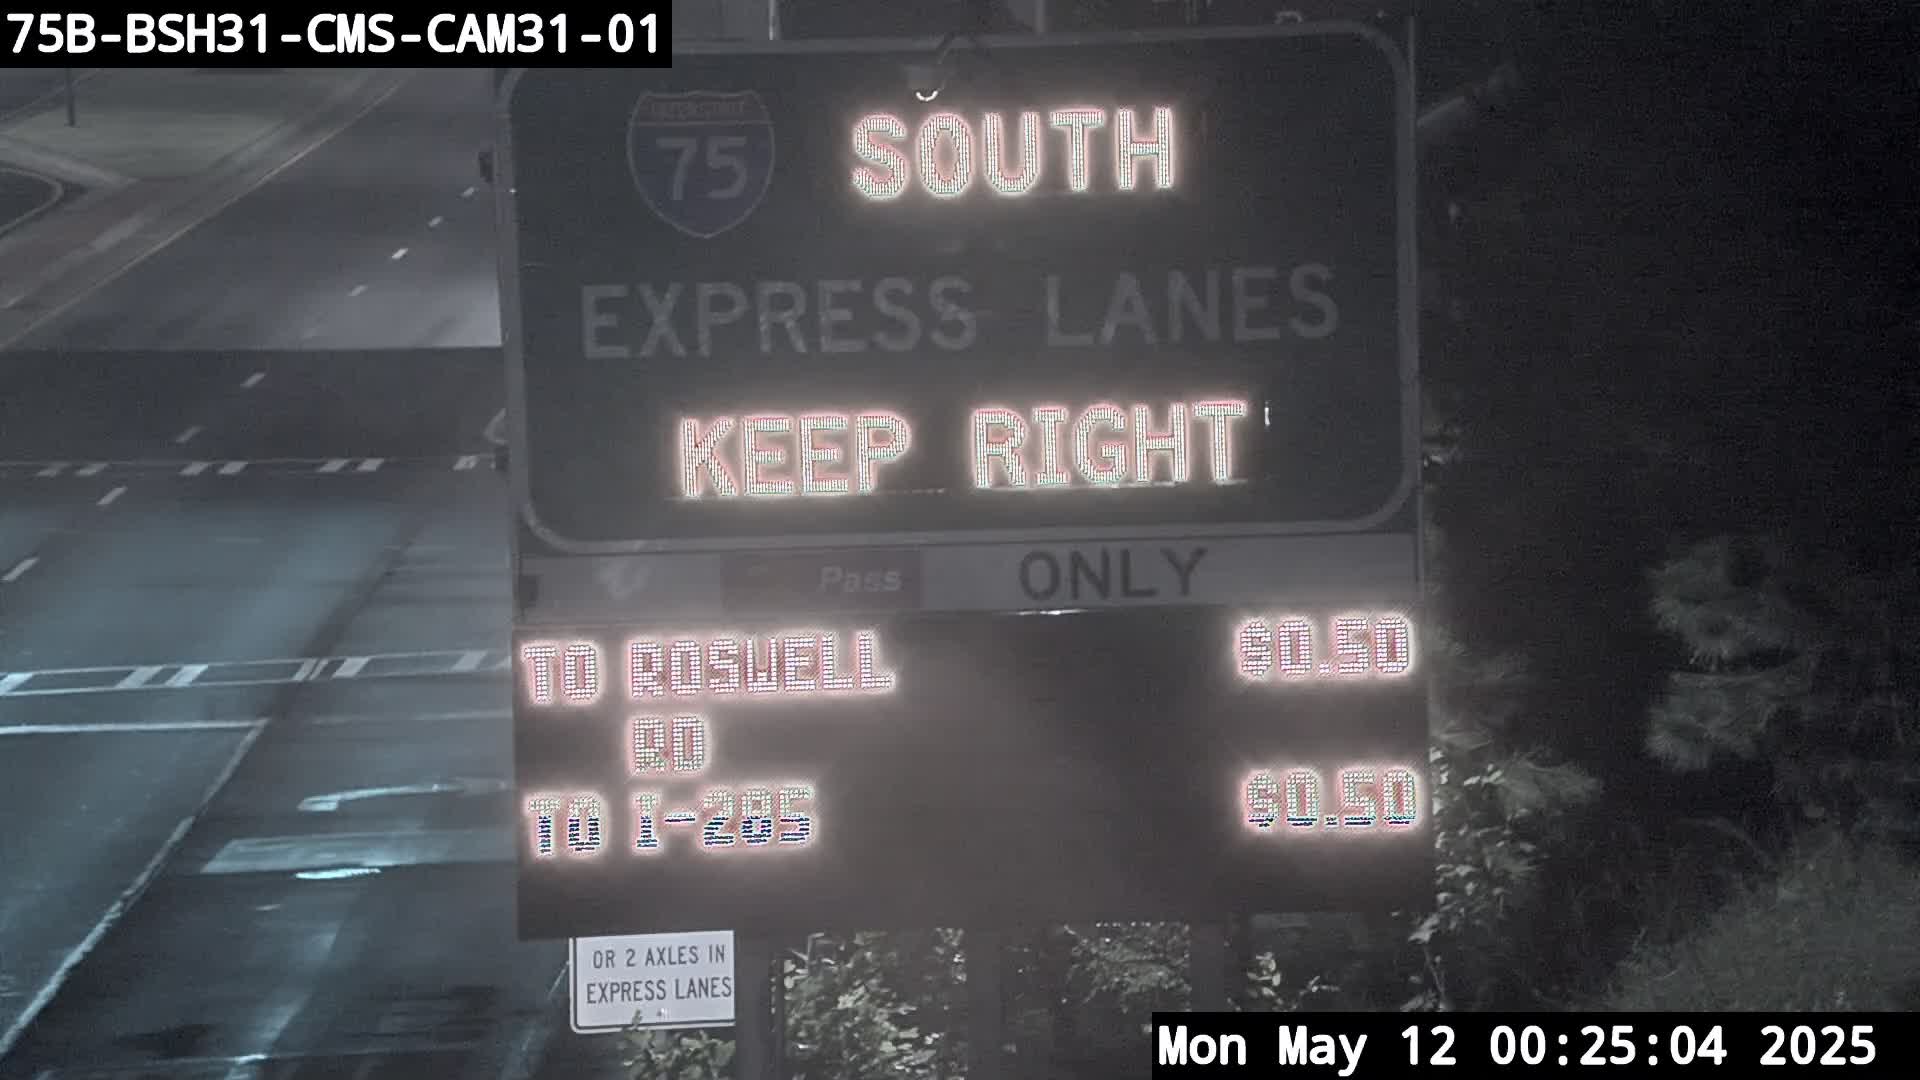 75B-BSH31-CMS-CAM31-01
INTERSTATE
75
SOUTH
EXPRESS LANES
KEEP RIGHT
Pass ONLY
TO ROSWELL $0.50
RD
TO I-285 $0.50
OR 2 AXLES IN
EXPRESS LANES
Mon May 12 00:25:04 2025